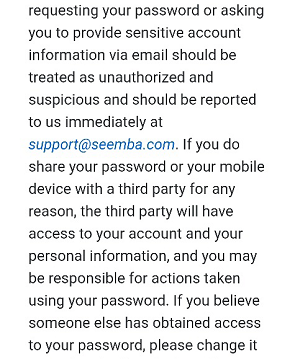 requesting your password or asking
you to provide sensitive account
information via email should be
treated as unauthorized and
suspicious and should be reported
to us immediately at
support@seemba.com. If you do
share your password or your mobile
device with a third party for any
reason, the third party will have
access to your account and your
personal information, and you may
be responsible for actions taken
using your password. If you believe
someone else has obtained access
to your password, please change it